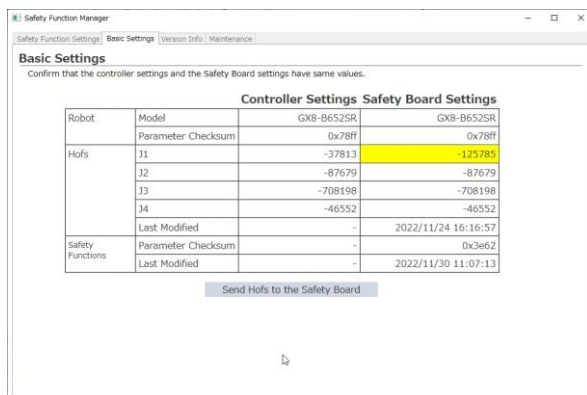 Safety Function Manager
Safety Function Settings Basic Settings Version Info Maintenance
Basic Settings
Confirm that the controller settings and the Safety Board settings have same values.
Controller Settings Safety Board Settings
Robot Model GX8-B652SR GX8-B652SR
Parameter Checksum 0x78ff 0x78ff
Hofs J1 -37813 -125785
J2 -87679 -87679
J3 -708198 -708198
J4 -46552 -46552
Last Modified - 2022/11/24 16:16:57
Safety Functions Parameter Checksum - 0x3e62
Last Modified - 2022/11/30 11:07:13
Send Hofs to the Safety Board